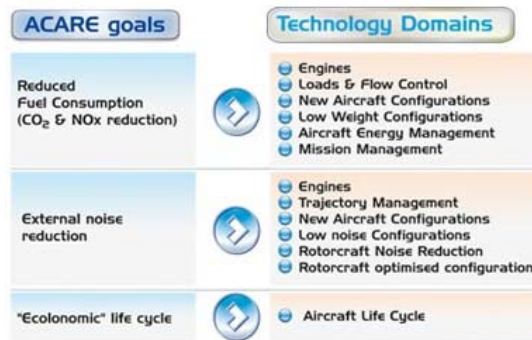 ACARE goals
Technology Domains
Reduced
Fuel Consumption
(CO₂ & NOx reduction)
Engines
Loads & Flow Control
New Aircraft Configurations
Low Weight Configurations
Aircraft Energy Management
Mission Management
External noise
reduction
Engines
Trajectory Management
New Aircraft Configurations
Low noise Configurations
Rotorcraft Noise Reduction
Rotorcraft optimised configuration
"Ecolonomic" life cycle
Aircraft Life Cycle